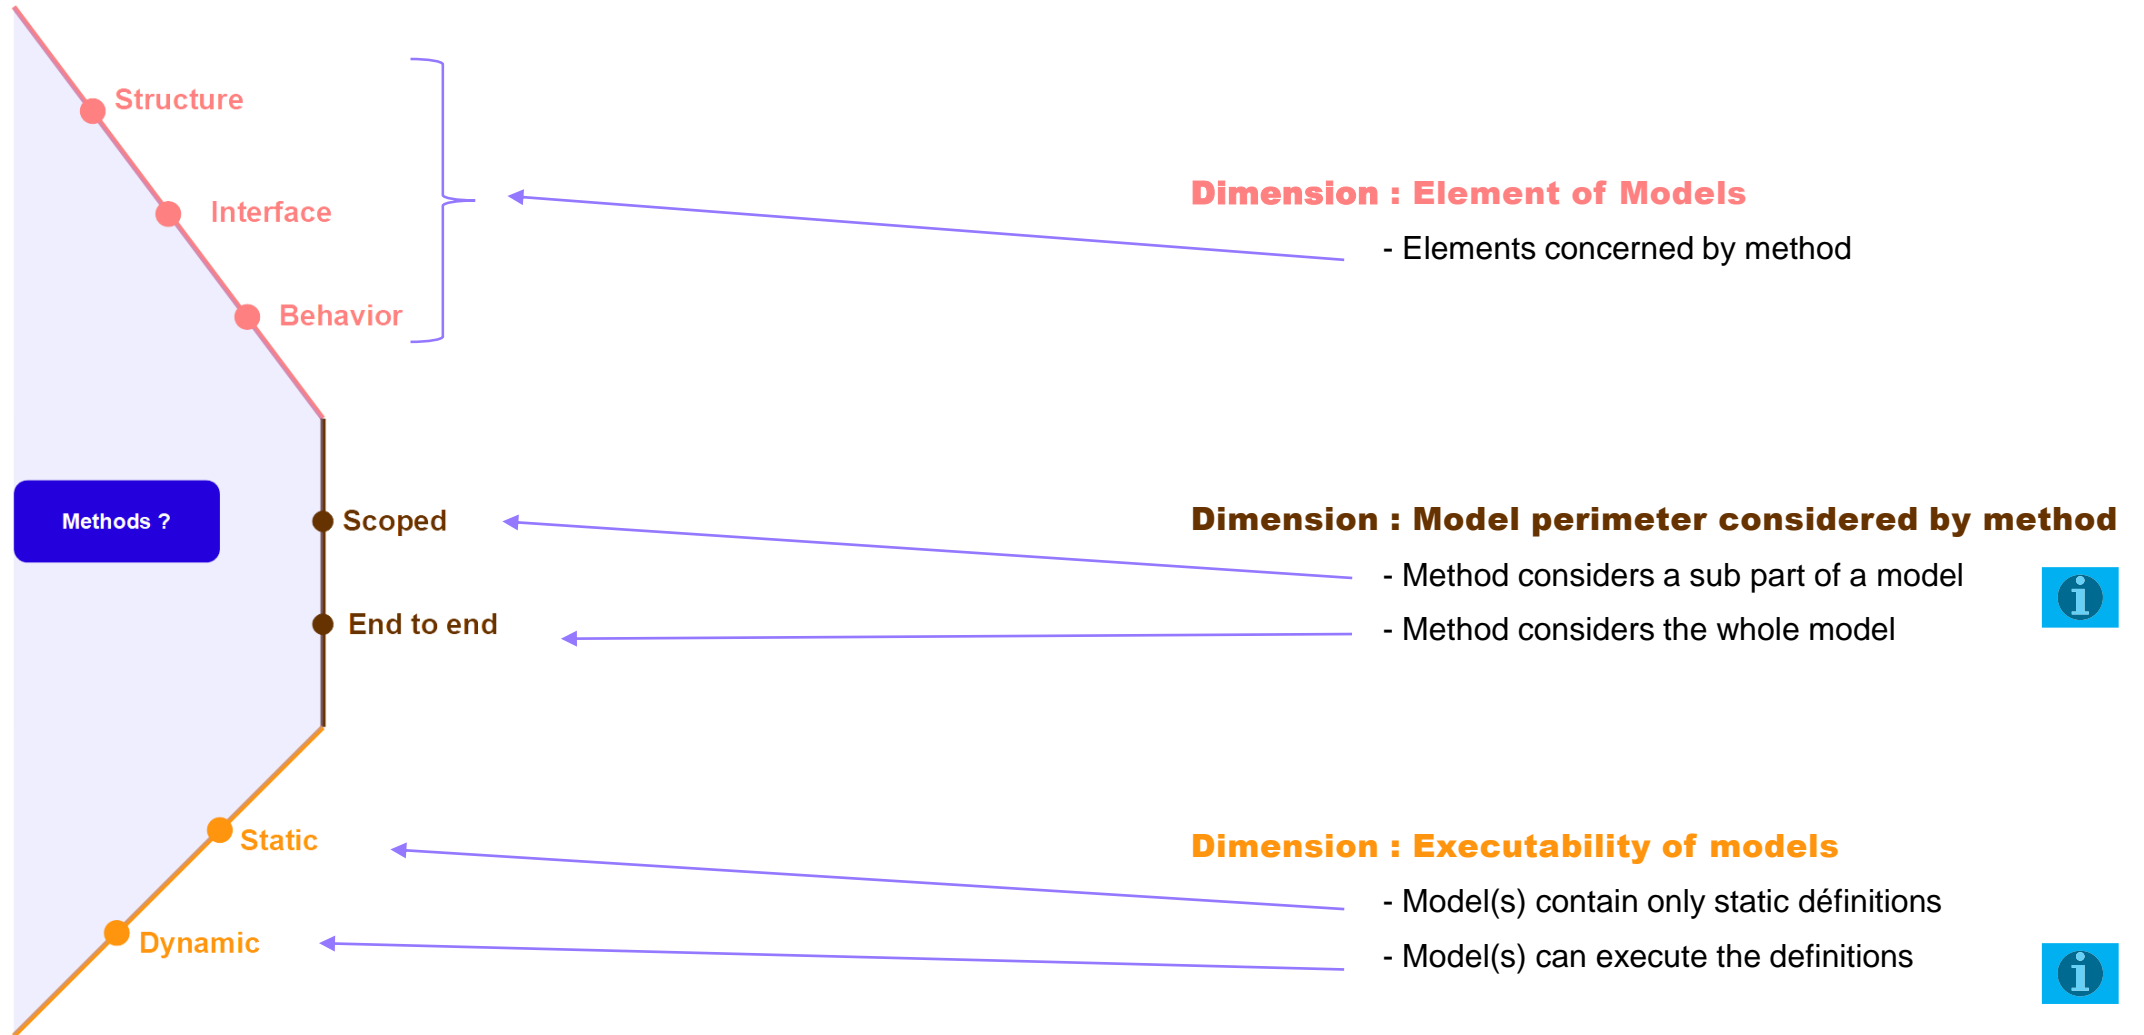 Structure
Interface
Behavior
Dimension : Element of Models
- Elements concerned by method
Methods ?
Scoped
End to end
Dimension : Model perimeter considered by method
- Method considers a sub part of a model
- Method considers the whole model
Static
Dynamic
Dimension : Executability of models
- Model(s) contain only static définitions
- Model(s) can execute the definitions